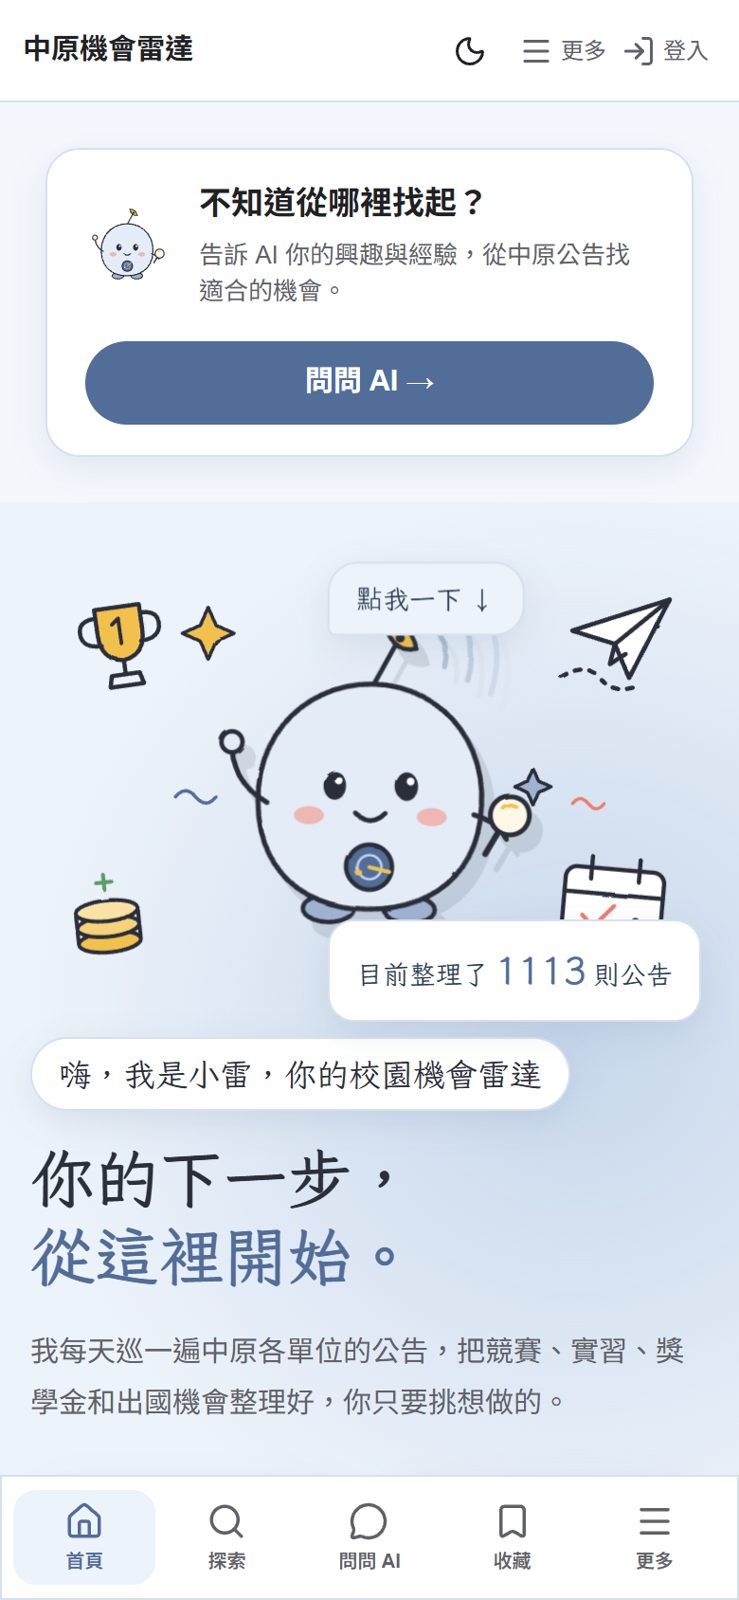 中原機會雷達
更多
登入
不知道從哪裡找起？
告訴 AI 你的興趣與經驗，從中原公告找
適合的機會。
問問 AI →
點我一下 ↓
1
目前整理了 1113 則公告
嗨，我是小雷，你的校園機會雷達
你的下一步，
從這裡開始。
我每天巡一遍中原各單位的公告，把競賽、實習、獎
學金和出國機會整理好，你只要挑想做的。
首頁
探索
問問 AI
收藏
更多